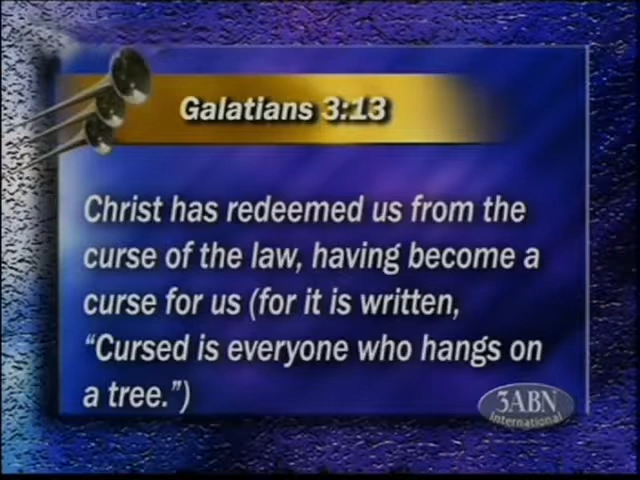 Galatians 3:13
Christ has redeemed us from the
curse of the law, having become a
curse for us (for it is written,
“Cursed is everyone who hangs on
a tree.”)
3ABN
International